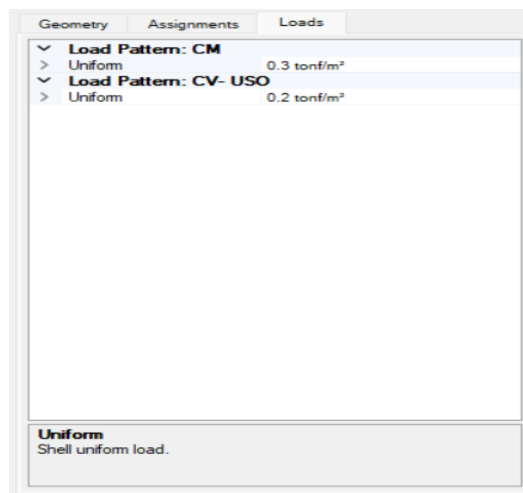 Geometry Assignments Loads
Load Pattern: CM
Uniform 0.3 tonf/m²
Load Pattern: CV- USO
Uniform 0.2 tonf/m²
Uniform
Shell uniform load.